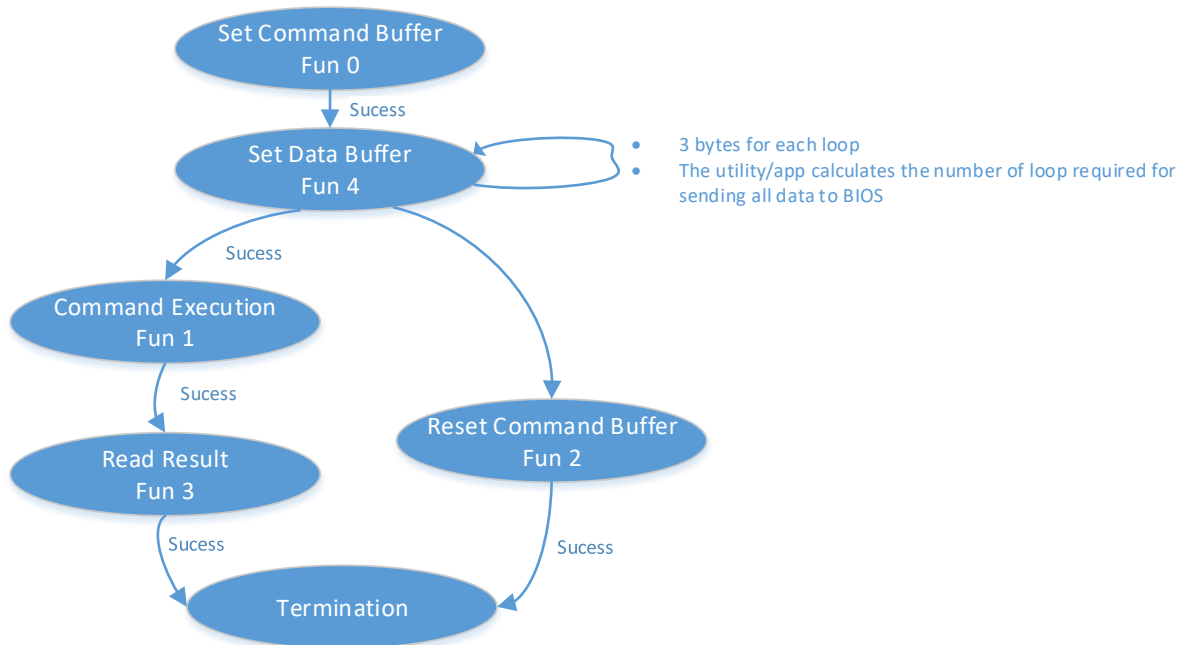 Set Command Buffer
Fun 0
Sucess
Set Data Buffer
Fun 4
• 3 bytes for each loop
• The utility/app calculates the number of loop required for
sending all data to BIOS
Sucess
Command Execution
Fun 1
Sucess
Reset Command Buffer
Fun 2
Read Result
Fun 3
Sucess
Sucess
Termination